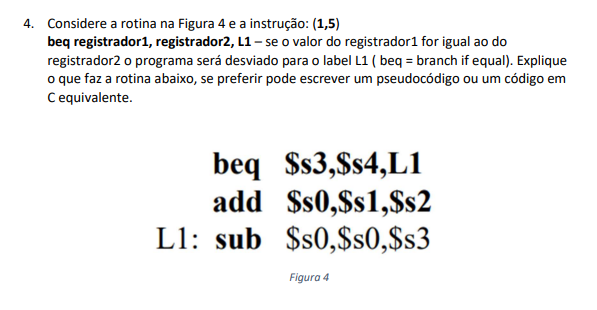 4. Considere a rotina na Figura 4 e a instrução: (1,5)
beq registrador1, registrador2, L1 – se o valor do registrador1 for igual ao do
registrador2 o programa será desviado para o label L1 ( beq = branch if equal). Explique
o que faz a rotina abaixo, se preferir pode escrever um pseudocódigo ou um código em
C equivalente.
beq $s3,$s4,L1
add $s0,$s1,$s2
L1: sub $s0,$s0,$s3
Figura 4